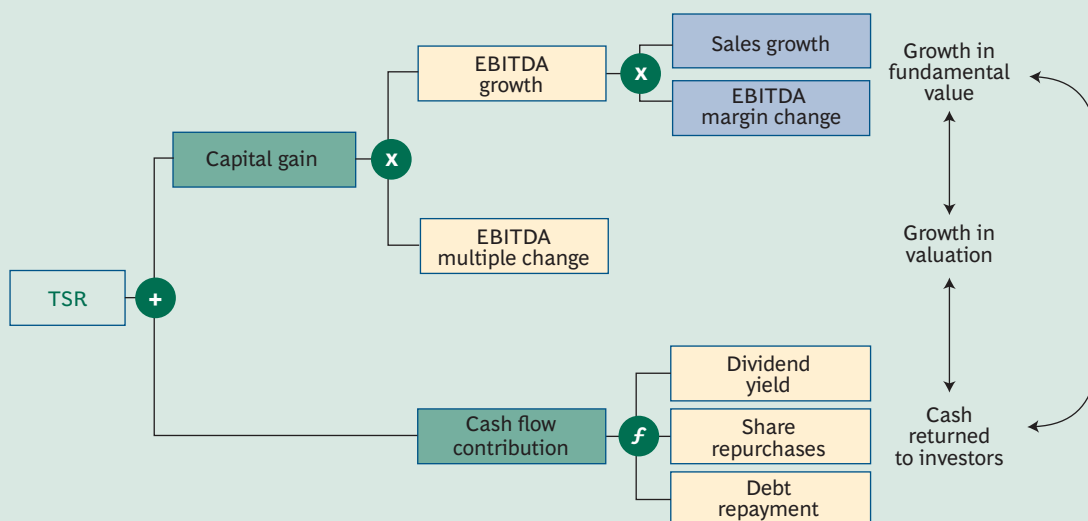 Sales growth
EBITDA
growth
x
EBITDA
margin change
Growth in
fundamental
value
Capital gain
x
EBITDA
multiple change
Growth in
valuation
TSR
+
Dividend
yield
Cash flow
contribution
f
Share
repurchases
Debt
repayment
Cash
returned
to investors